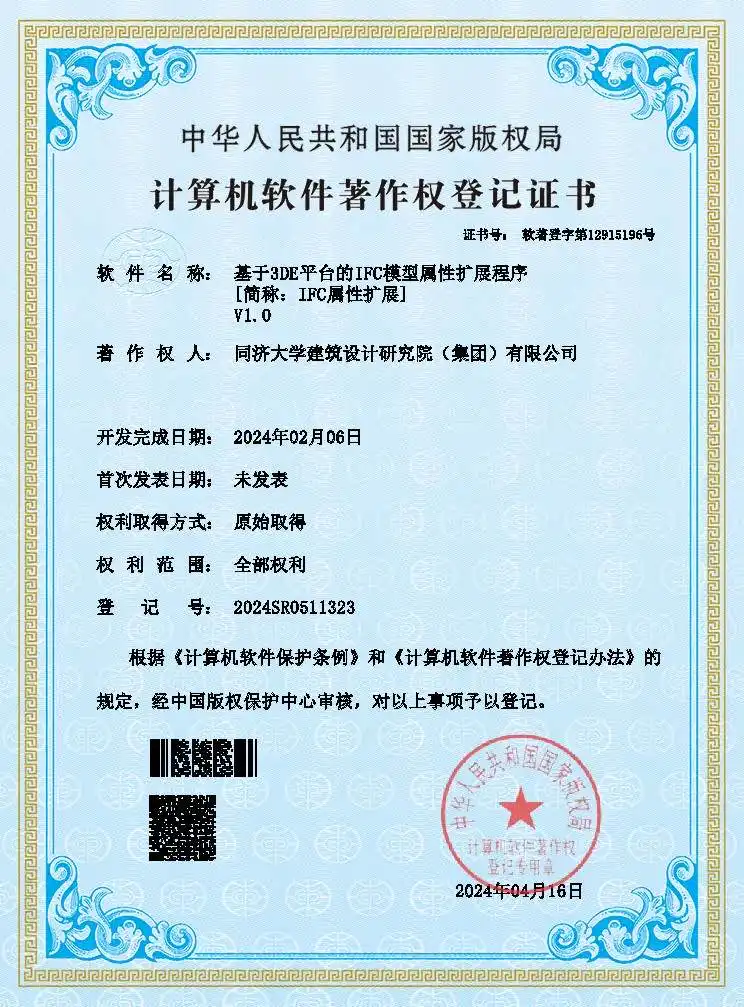 中华人民共和国国家版权局
计算机软件著作权登记证书
证书号： 软著登字第12915196号
软件名称： 基于3DE平台的IFC模型属性扩展程序
[简称：IFC属性扩展]
V1.0
著作权人： 同济大学建筑设计研究院（集团）有限公司
开发完成日期： 2024年02月06日
首次发表日期： 未发表
权利取得方式： 原始取得
权利范围： 全部权利
登记号： 2024SR0511323
根据《计算机软件保护条例》和《计算机软件著作权登记办法》的
规定，经中国版权保护中心审核，对以上事项予以登记。
中华人民共和国国家版权局
计算机软件著作权
登记专用章
2024年04月16日